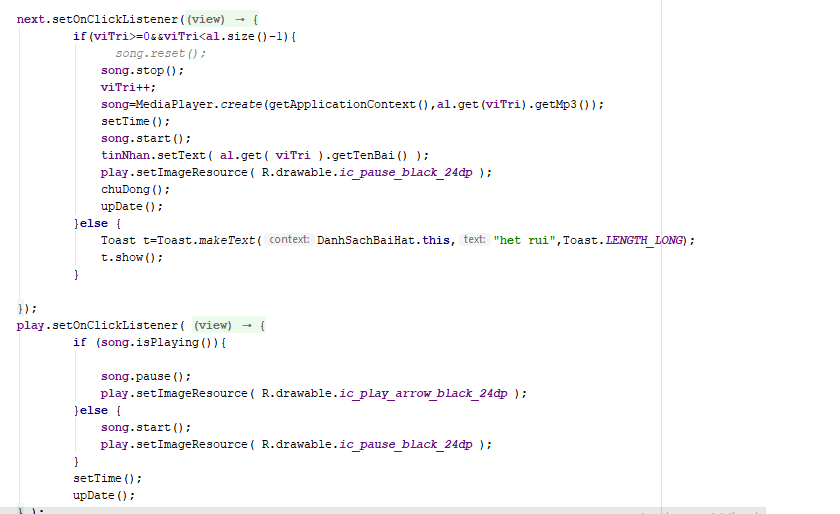 next.setOnClickListener((view) → {
if(viTri>=0&&viTri<al.size()-1){
song.reset();
song.stop();
viTri++;
song=MediaPlayer.create(getApplicationContext(),al.get(viTri).getMp3());
setTime();
song.start();
tinNhan.setText( al.get( viTri ).getTenBai() );
play.setImageResource( R.drawable.ic_pause_black_24dp );
chuDong();
upDate();
}else {
Toast t=Toast.makeText( context: DanhSachBaiHat.this, text: "het rui",Toast.LENGTH_LONG);
t.show();
}
});
play.setOnClickListener( (view) → {
if (song.isPlaying()){
song.pause();
play.setImageResource( R.drawable.ic_play_arrow_black_24dp );
}else {
song.start();
play.setImageResource( R.drawable.ic_pause_black_24dp );
}
setTime();
upDate();
} );